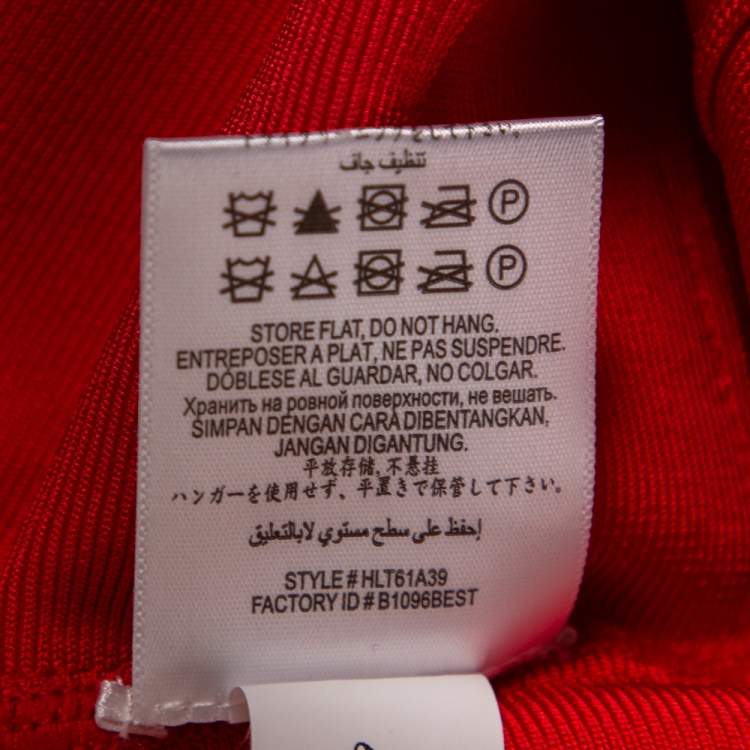 تنظيف جاف
P
P
STORE FLAT, DO NOT HANG.
ENTREPOSER A PLAT, NE PAS SUSPENDRE.
DÓBLESE AL GUARDAR, NO COLGAR.
Хранить на ровной поверхности, не вешать.
SIMPAN DENGAN CARA DIBENTANGKAN,
JANGAN DIGANTUNG.
平放存储, 不悬挂
ハンガーを使用せず、平置きで保管して下さい。
إحفظ على سطح مستوي لابالتعليق
STYLE # HLT61A39
FACTORY ID # B1096BEST